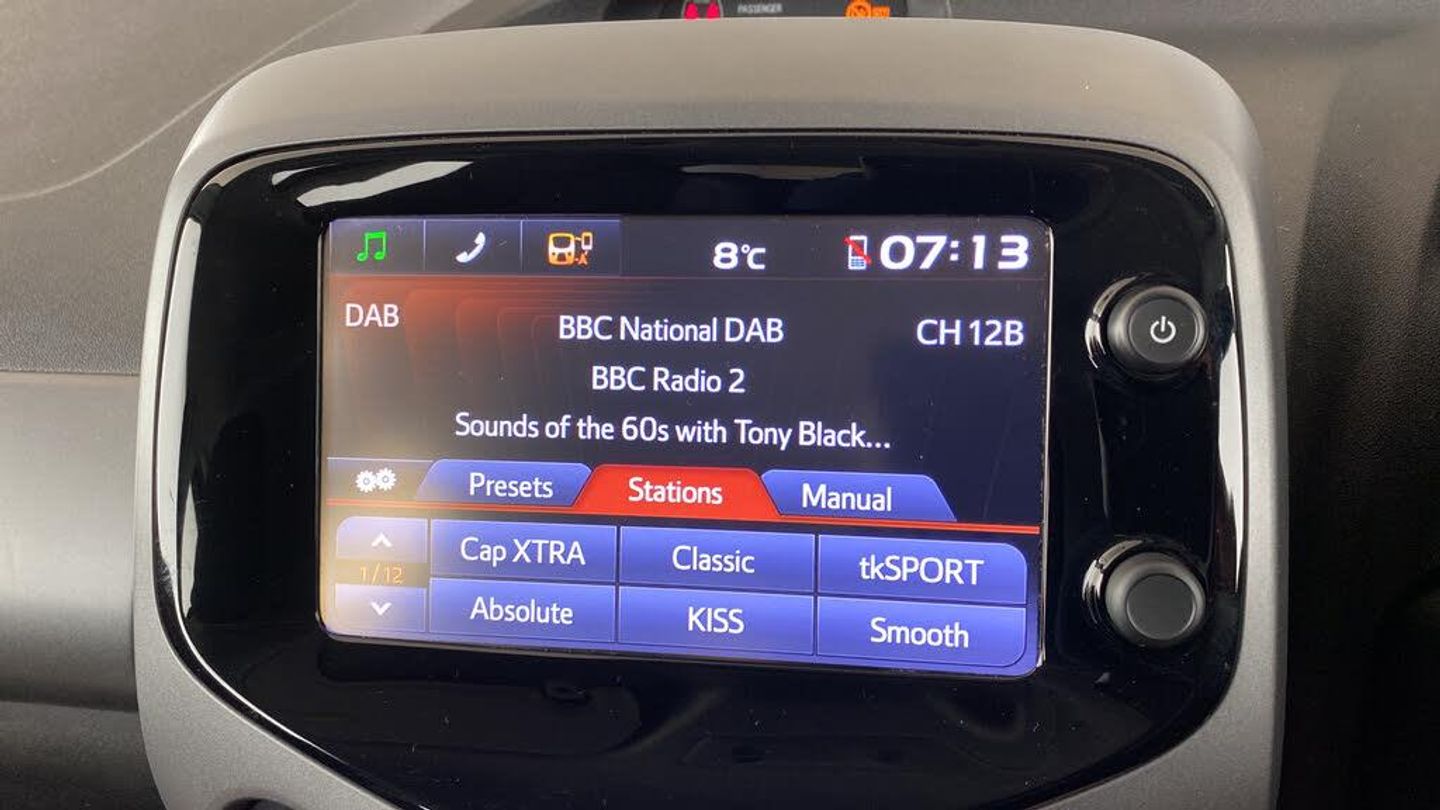 PASSENGER
8°C
07:13
DAB
BBC National DAB
CH 12B
BBC Radio 2
Sounds of the 60s with Tony Black...
Presets
Stations
Manual
Cap XTRA
Classic
tkSPORT
1/12
Absolute
KISS
Smooth